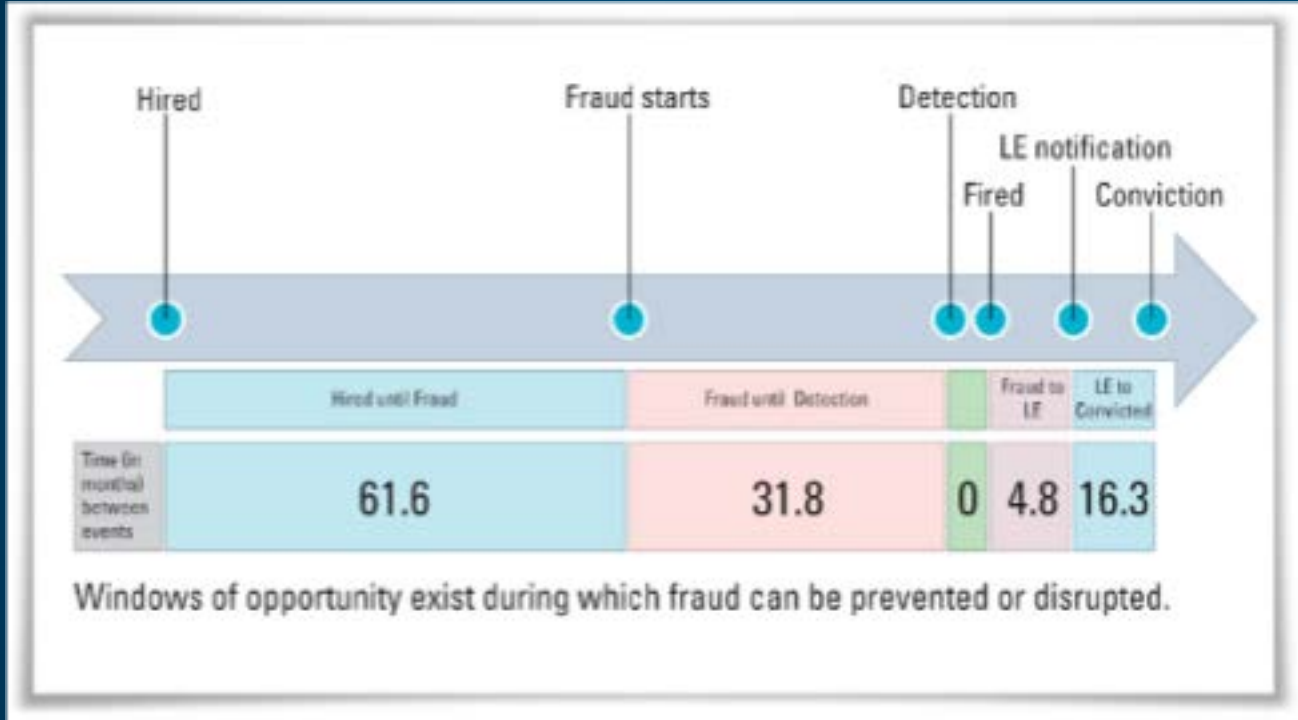 Hired
Fraud starts
Detection
LE notification
Fired
Conviction
Hired until Fraud
Fraud until Detection
Fraud to
LE
LE to
Convicted
Time (in
months)
between
events
61.6
31.8
0
4.8
16.3
Windows of opportunity exist during which fraud can be prevented or disrupted.